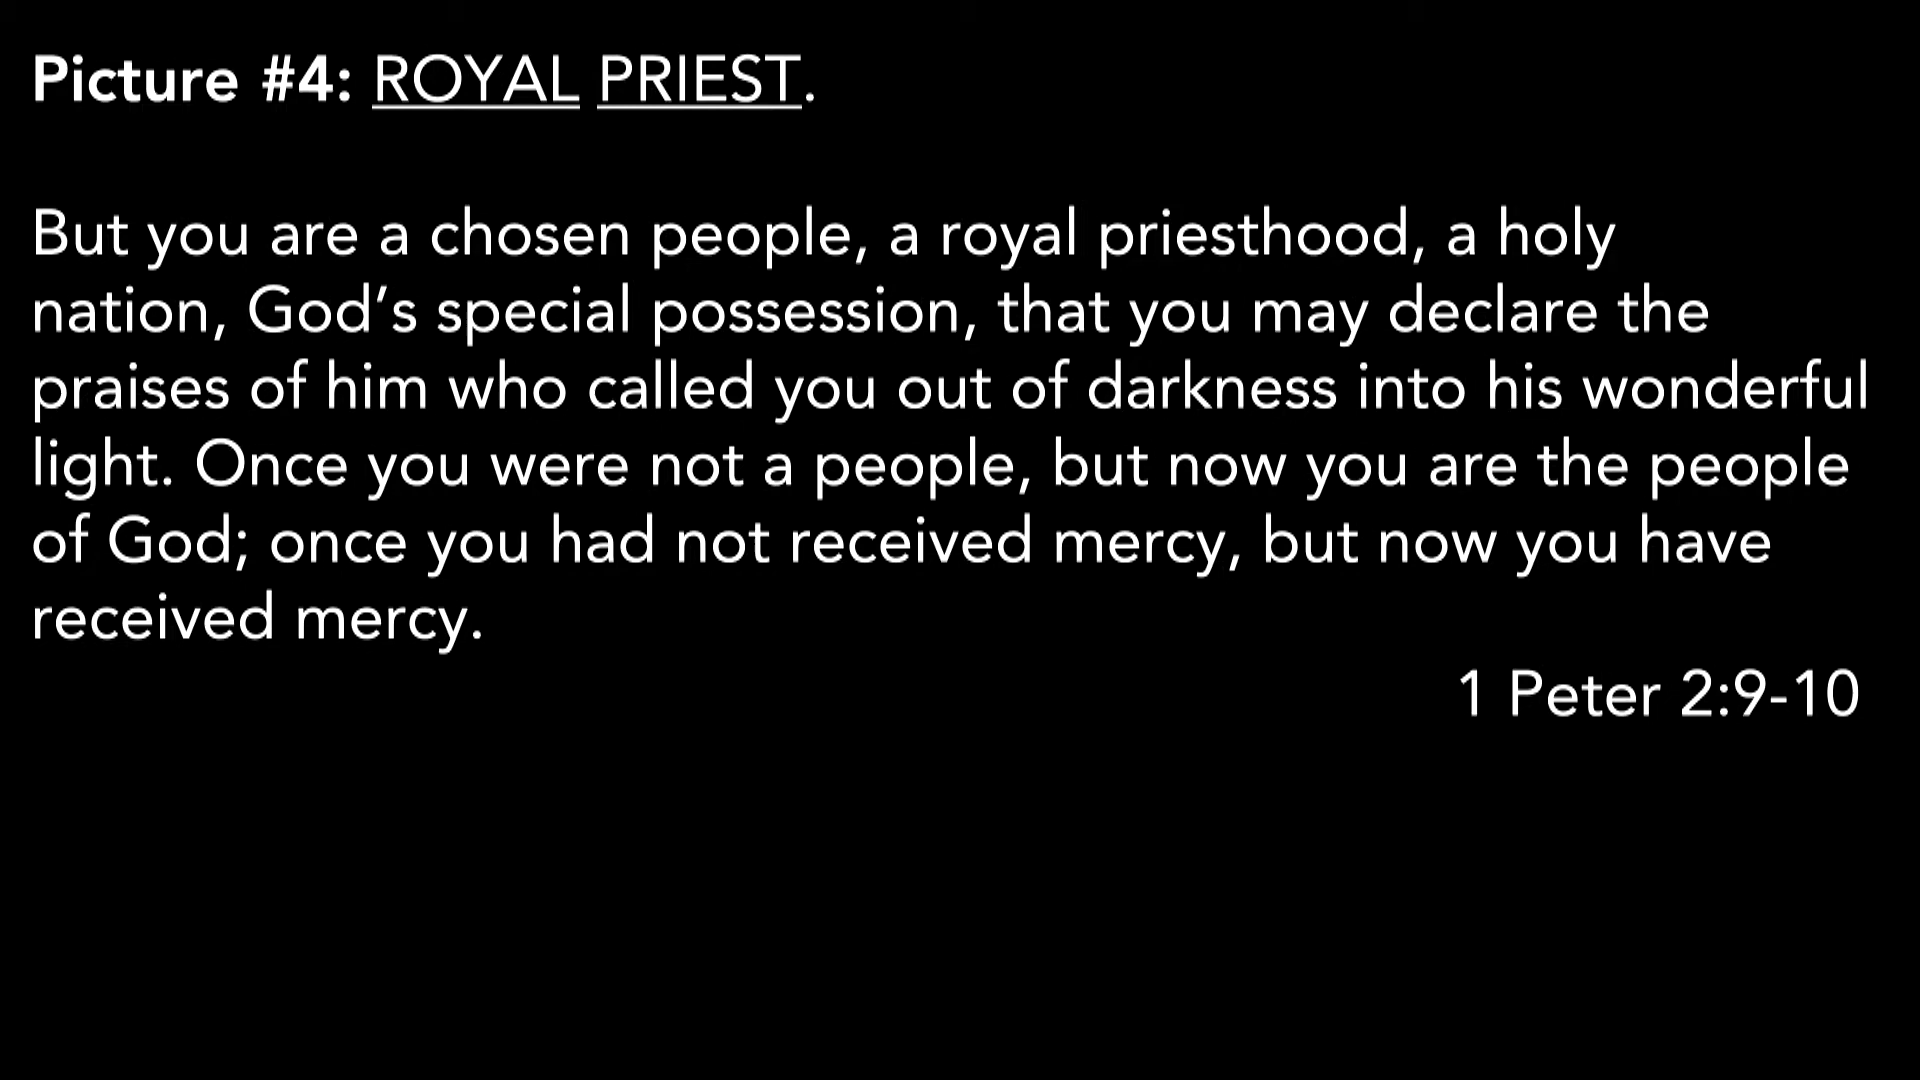 Picture #4: ROYAL PRIEST.
But you are a chosen people, a royal priesthood, a holy
nation, God’s special possession, that you may declare the
praises of him who called you out of darkness into his wonderful
light. Once you were not a people, but now you are the people
of God; once you had not received mercy, but now you have
received mercy.
1 Peter 2:9-10